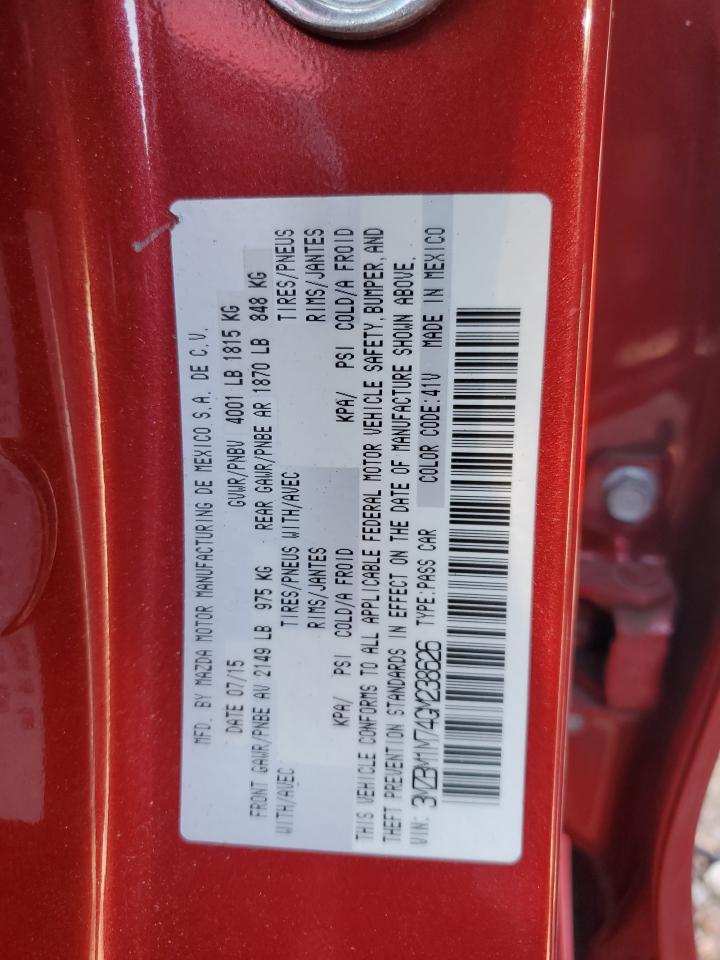 MFD. BY MAZDA MOTOR MANUFACTURING DE MEXICO S.A. DE C.V.
DATE 07/15 GVWR/PNBV 4001 LB 1815 KG
FRONT GAWR/PNBE AV 2149 LB 975 KG REAR GAWR/PNBE AR 1870 LB 848 KG
WITH/AVEC TIRES/PNEUS WITH/AVEC TIRES/PNEUS
RIMS/JANTES RIMS/JANTES
KPA/ PSI COLD/A FROID KPA/ PSI COLD/A FROID
THIS VEHICLE CONFORMS TO ALL APPLICABLE FEDERAL MOTOR VEHICLE SAFETY, BUMPER, AND
THEFT PREVENTION STANDARDS IN EFFECT ON THE DATE OF MANUFACTURE SHOWN ABOVE.
VIN: 3MZBM1M74GM238626 TYPE:PASS CAR COLOR CODE:41V MADE IN MEXICO